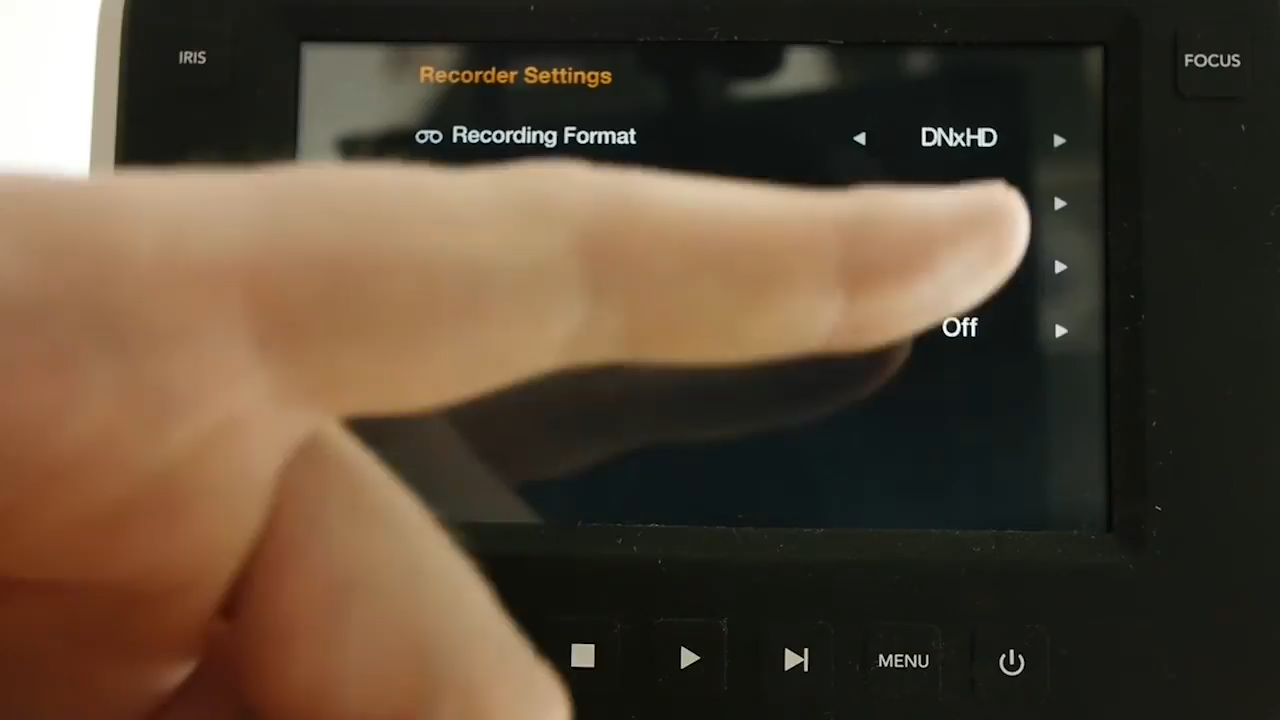 IRIS
FOCUS
Recorder Settings
Recording Format DNxHD
Off
MENU